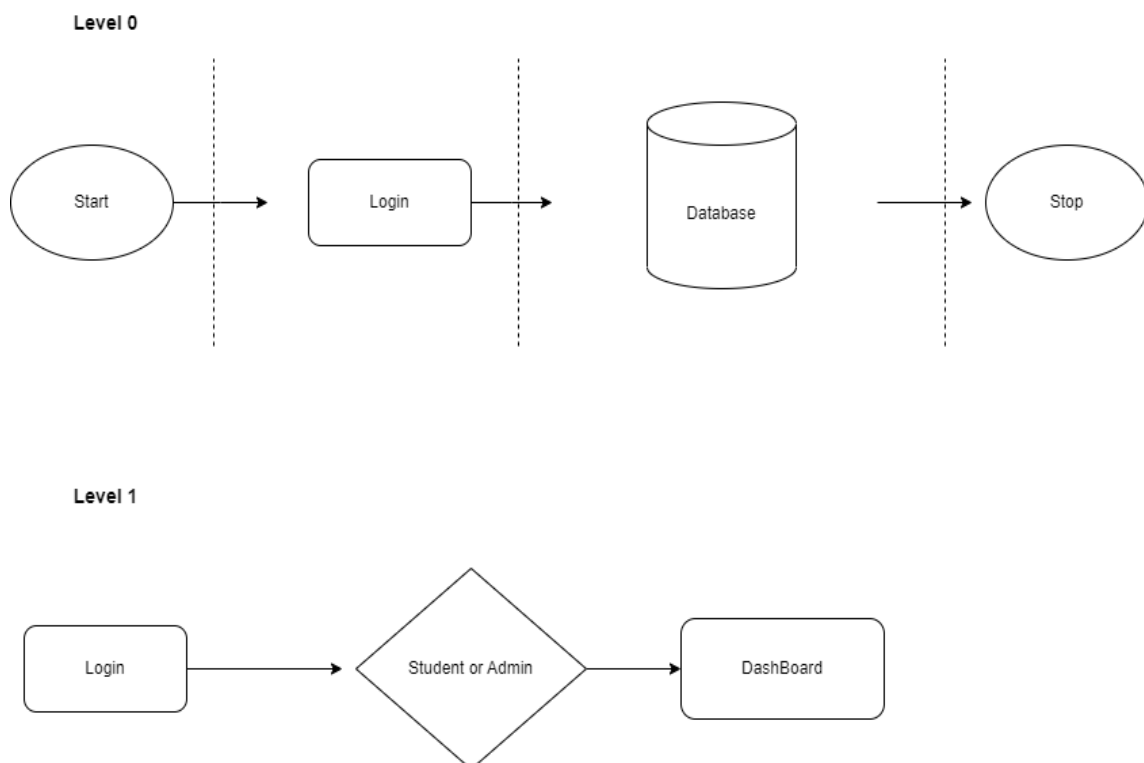 Level 0
Start
Login
Database
Stop
Level 1
Login
Student or Admin
DashBoard